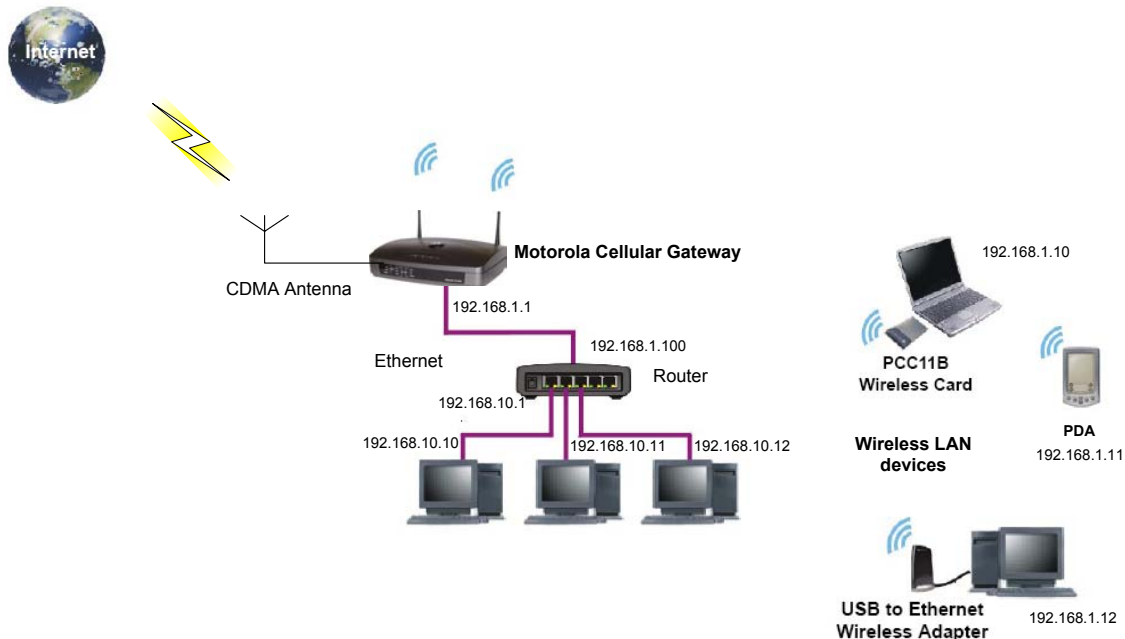 Internet
Motorola Cellular Gateway
CDMA Antenna
192.168.1.1
Ethernet
192.168.1.100
Router
192.168.10.1
192.168.10.10
192.168.10.11
192.168.10.12
192.168.1.10
PCC11B
Wireless Card
PDA
192.168.1.11
Wireless LAN
devices
USB to Ethernet
Wireless Adapter
192.168.1.12